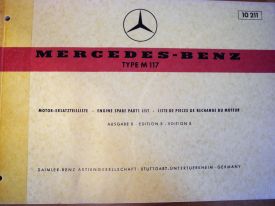 10 211
MERCEDES-BENZ
TYPE M 117
MOTOR-ERSATZTEILLISTE - ENGINE SPARE PARTS LIST - LISTE DE PIECES DE RECHANGE DU MOTEUR
AUSGABE B - EDITION B - EDITION B
DAIMLER-BENZ AKTIENGESELLSCHAFT · STUTTGART-UNTERTUERKHEIM · GERMANY